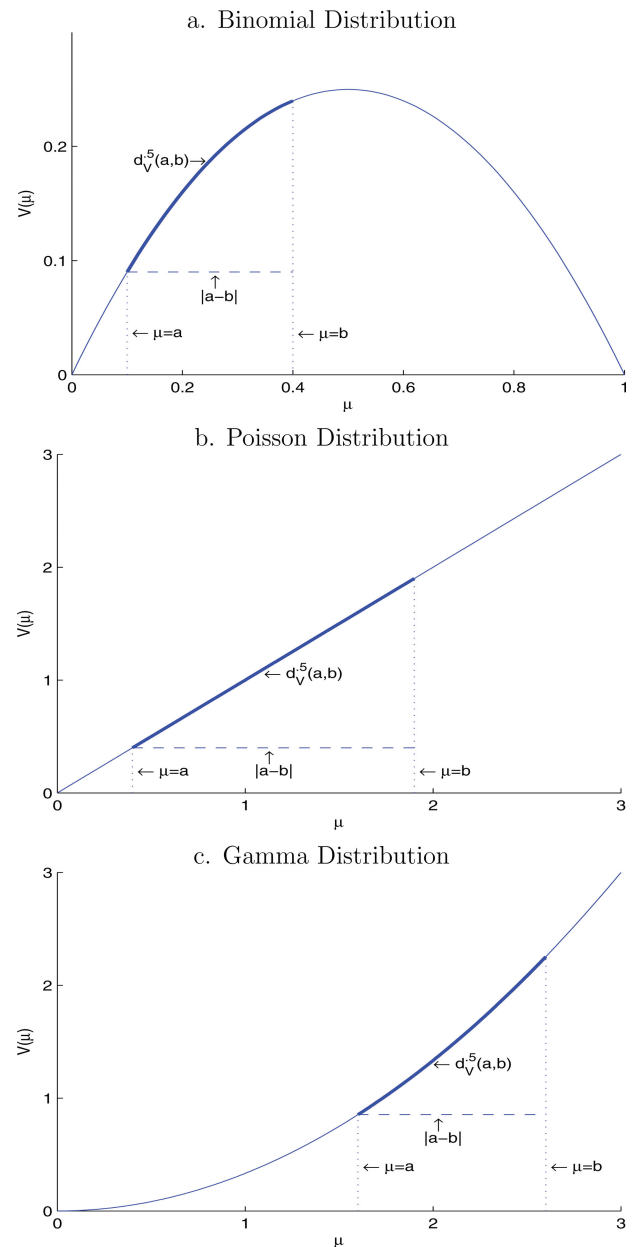 a. Binomial Distribution
0.2
d_V^.5(a,b)→
V(μ)
0.1
↑
|a−b|
← μ=a
← μ=b
0
0
0.2
0.4
0.6
0.8
1
μ
b. Poisson Distribution
3
2
V(μ)
1
← d_V^.5(a,b)
↑
← μ=a
|a−b|
← μ=b
0
0
1
2
3
μ
c. Gamma Distribution
3
2
V(μ)
← d_V^.5(a,b)
1
↑
|a−b|
← μ=a
← μ=b
0
0
1
2
3
μ